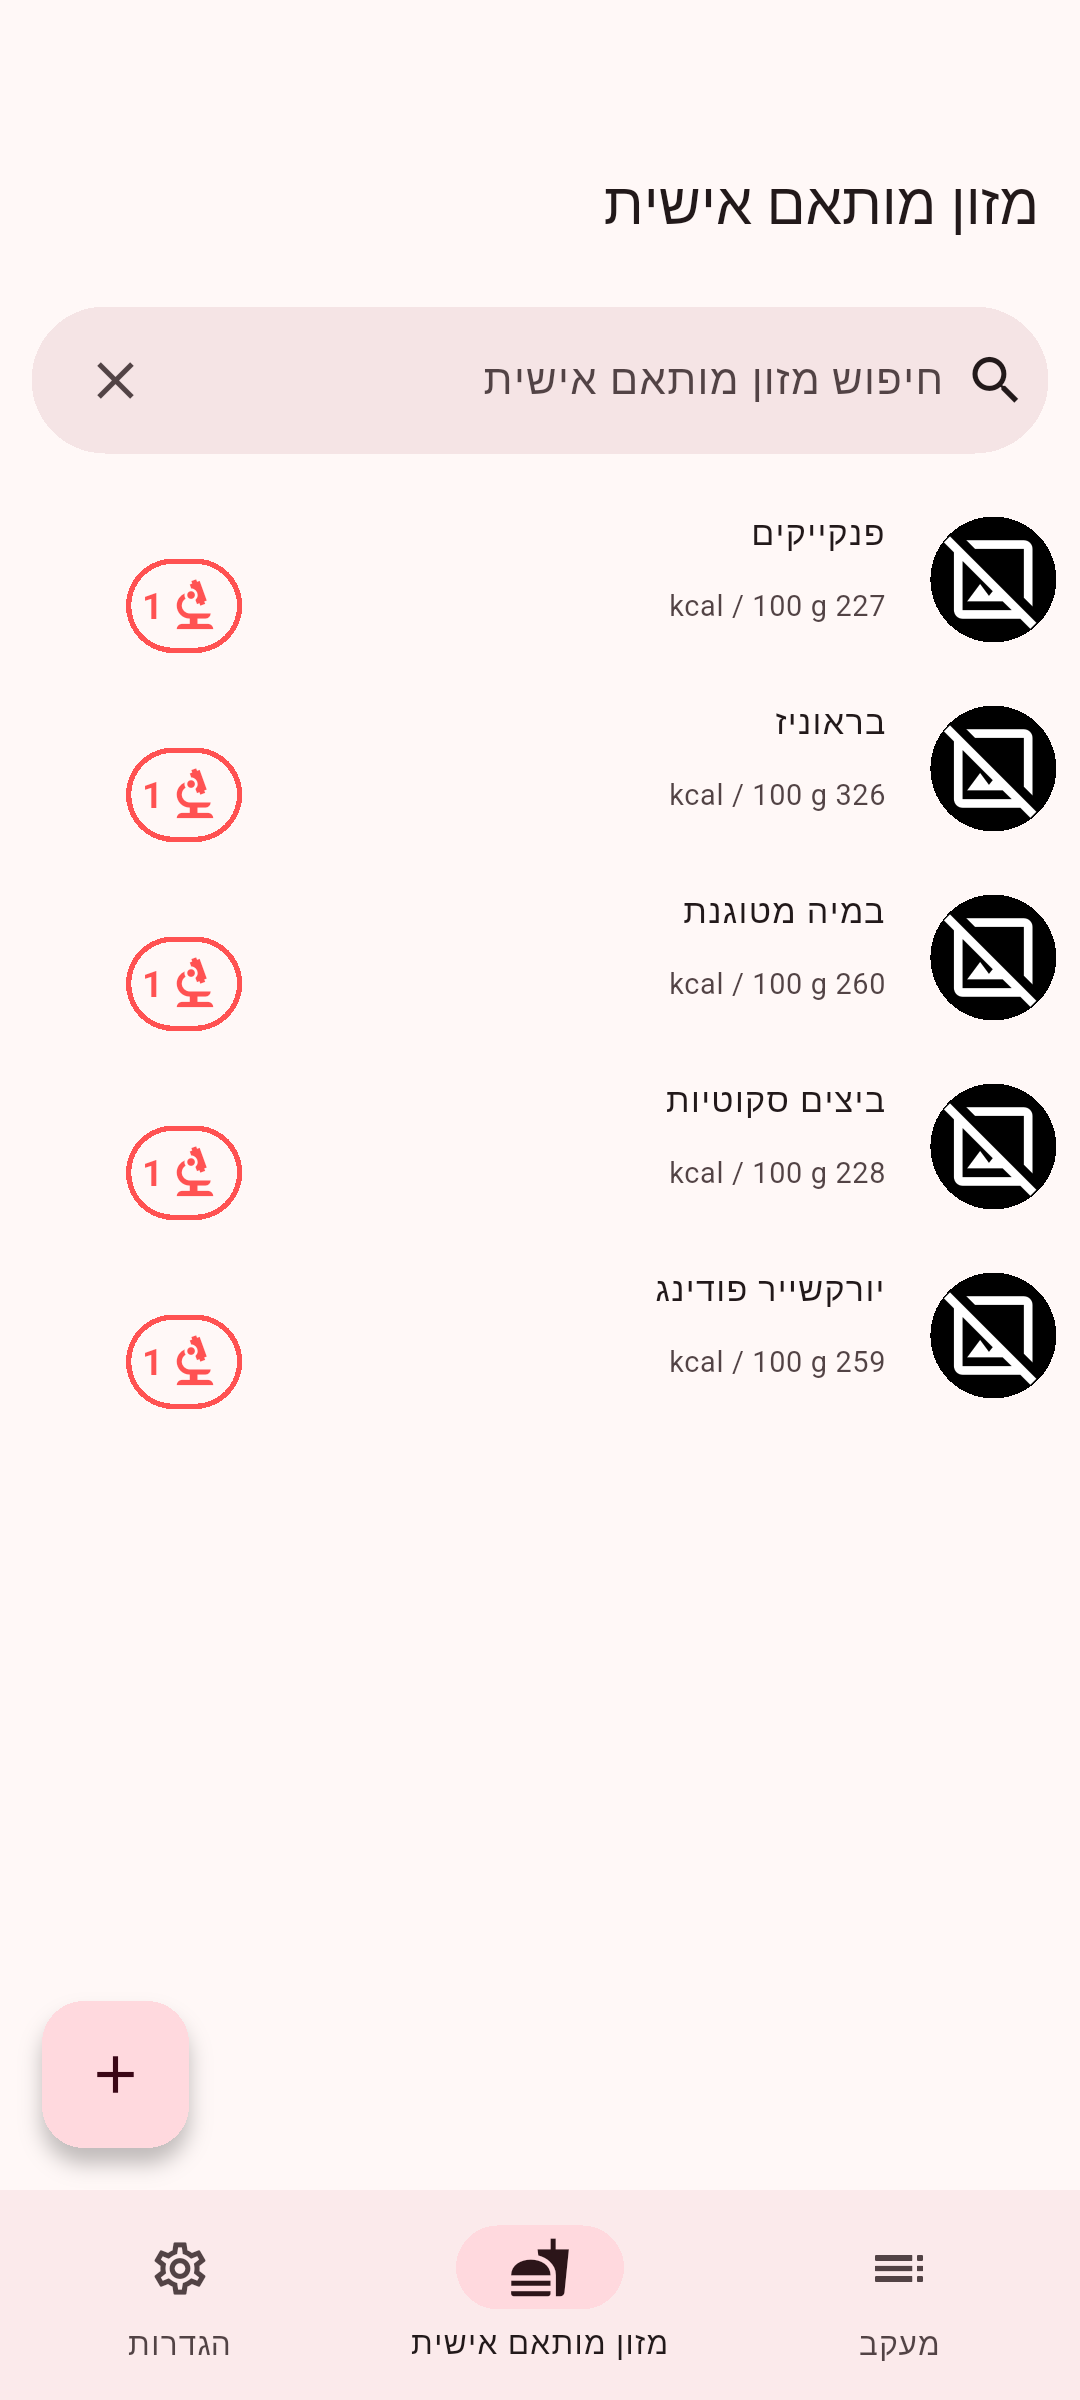 מזון מותאם אישית
חיפוש מזון מותאם אישית
פנקייקים
227 kcal / 100 g
1
בראוניז
326 kcal / 100 g
1
במיה מטוגנת
260 kcal / 100 g
1
ביצים סקוטיות
228 kcal / 100 g
1
יורקשייר פודינג
259 kcal / 100 g
1
מעקב
מזון מותאם אישית
הגדרות